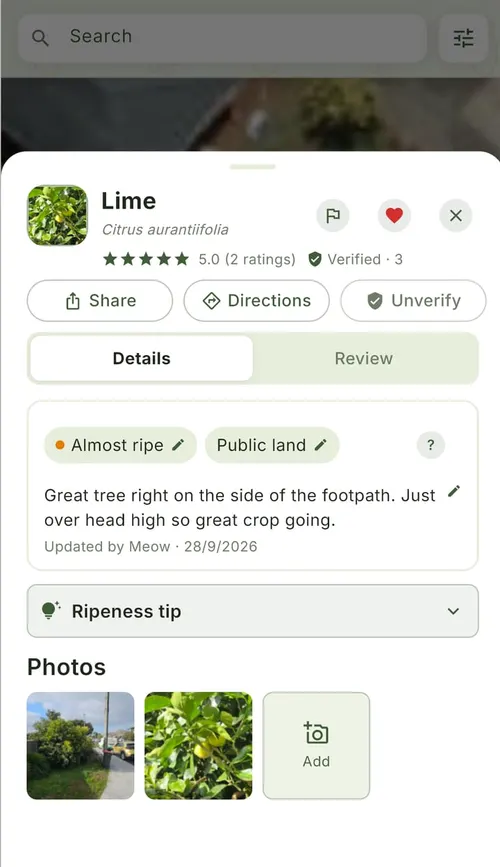 Search
Lime
Citrus aurantiifolia
5.0 (2 ratings) Verified · 3
Share Directions Unverify
Details Review
Almost ripe Public land ?
Great tree right on the side of the footpath. Just
over head high so great crop going.
Updated by Meow · 28/9/2026
Ripeness tip
Photos
Add